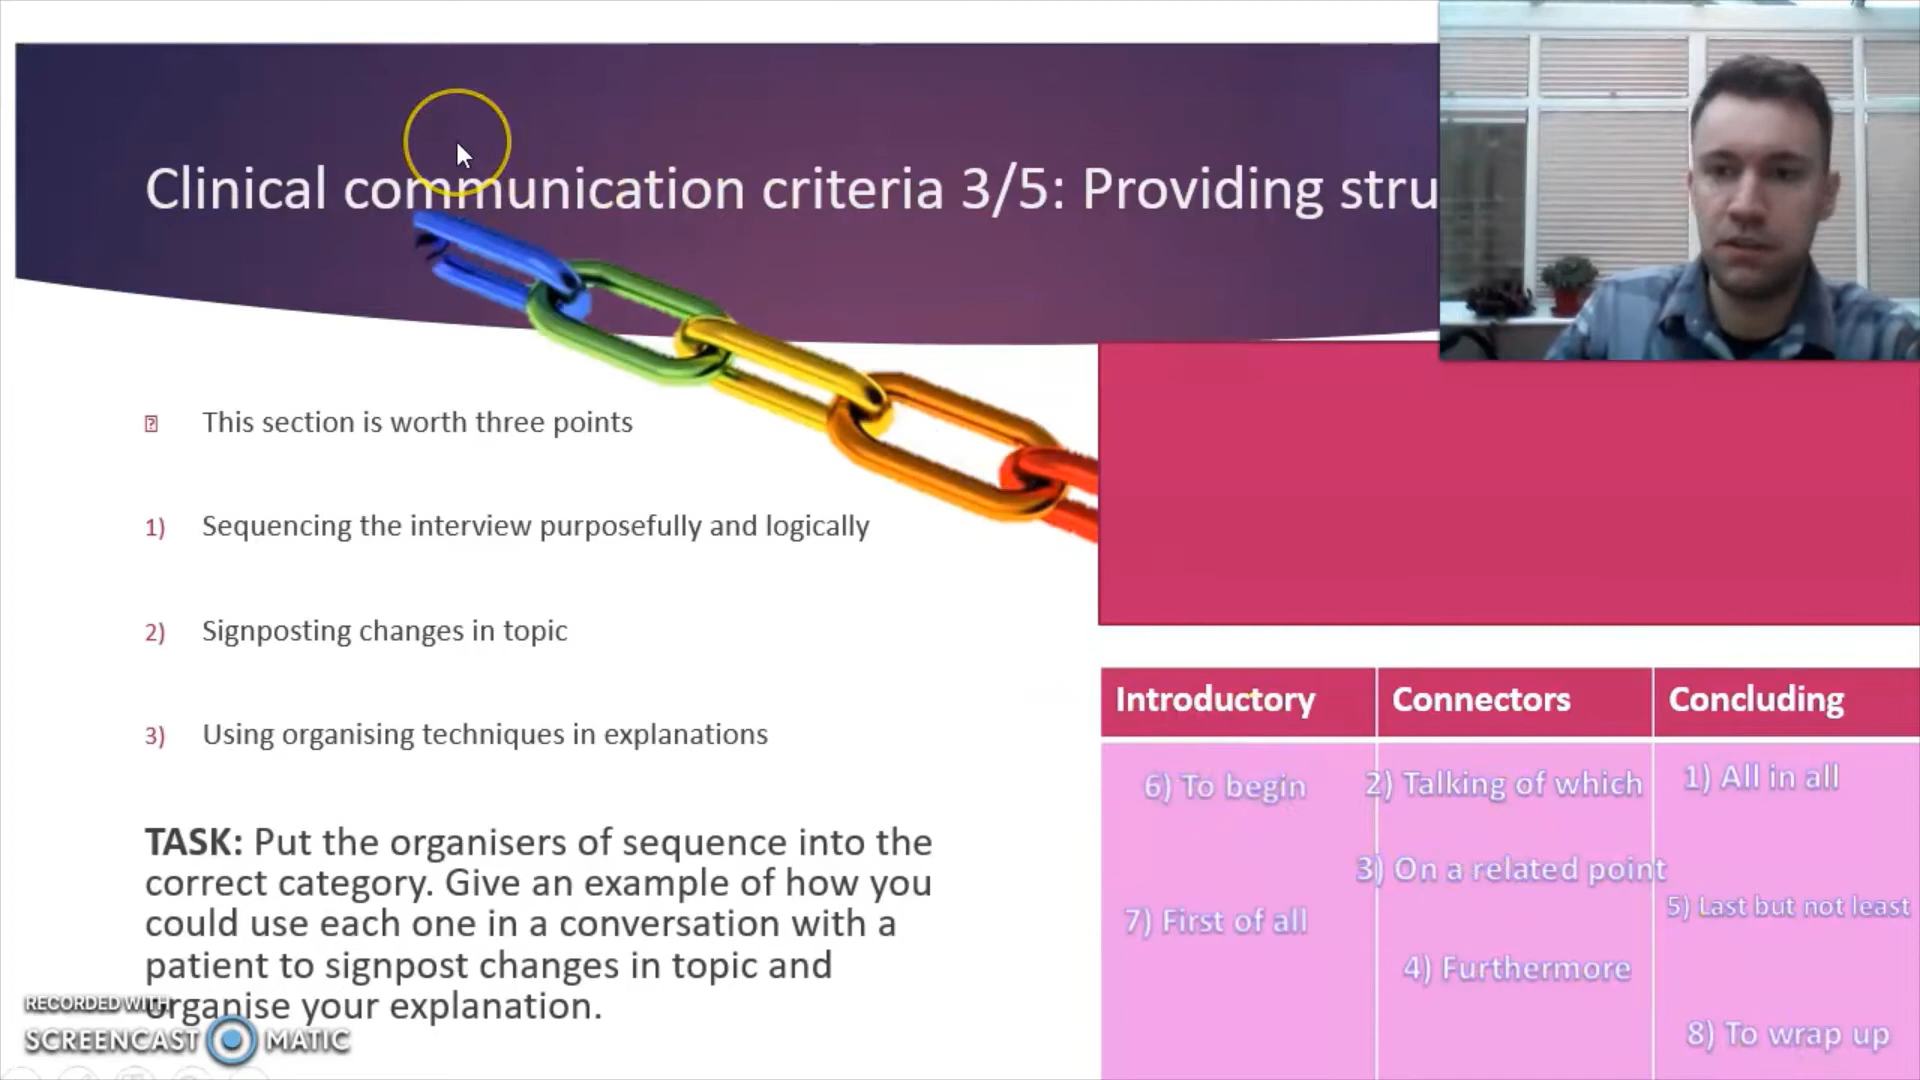 Clinical communication criteria 3/5: Providing stru
This section is worth three points
1) Sequencing the interview purposefully and logically
2) Signposting changes in topic
3) Using organising techniques in explanations
TASK: Put the organisers of sequence into the
correct category. Give an example of how you
could use each one in a conversation with a
patient to signpost changes in topic and
organise your explanation.
Introductory
6) To begin
7) First of all
Connectors
2) Talking of which
3) On a related point
4) Furthermore
Concluding
1) All in all
5) Last but not least
8) To wrap up
RECORDED WITH
SCREENCAST MATIC